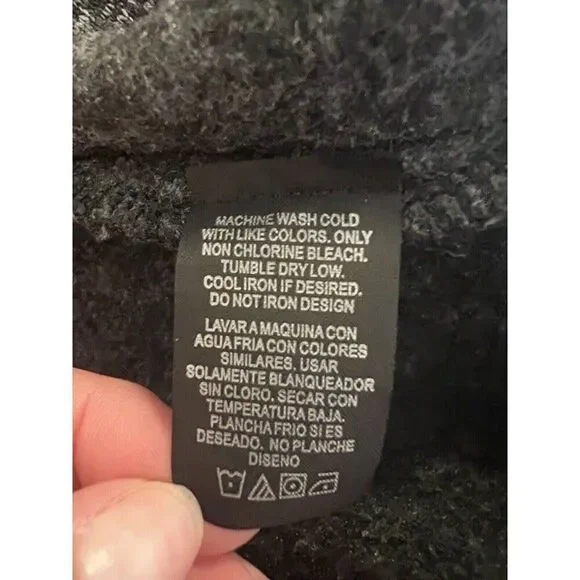 MACHINE WASH COLD
WITH LIKE COLORS. ONLY
NON CHLORINE BLEACH.
TUMBLE DRY LOW.
COOL IRON IF DESIRED.
DO NOT IRON DESIGN
LAVAR A MAQUINA CON
AGUA FRIA CON COLORES
SIMILARES. USAR
SOLAMENTE BLANQUEADOR
SIN CLORO. SECAR CON
TEMPERATURA BAJA.
PLANCHA FRIO SI ES
DESEADO. NO PLANCHE
DISENO